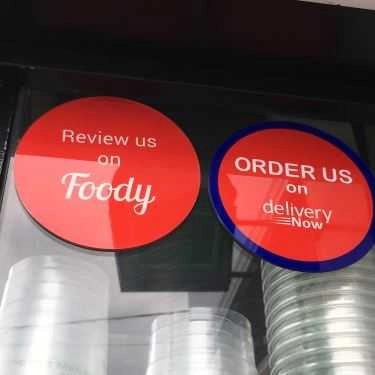 Review us
on
Foody
ORDER US
on
delivery
Now